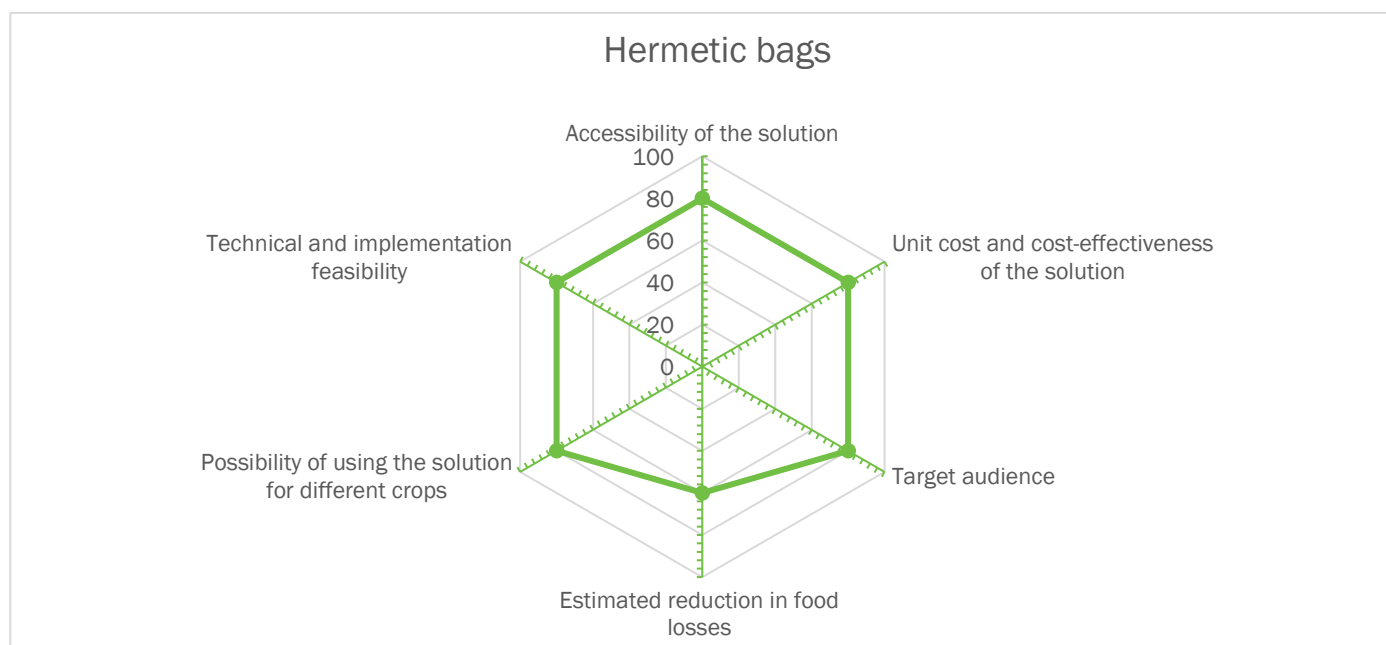 Hermetic bags
Accessibility of the solution
100
80
60
40
20
0
Unit cost and cost-effectiveness
of the solution
Target audience
Estimated reduction in food
losses
Possibility of using the solution
for different crops
Technical and implementation
feasibility